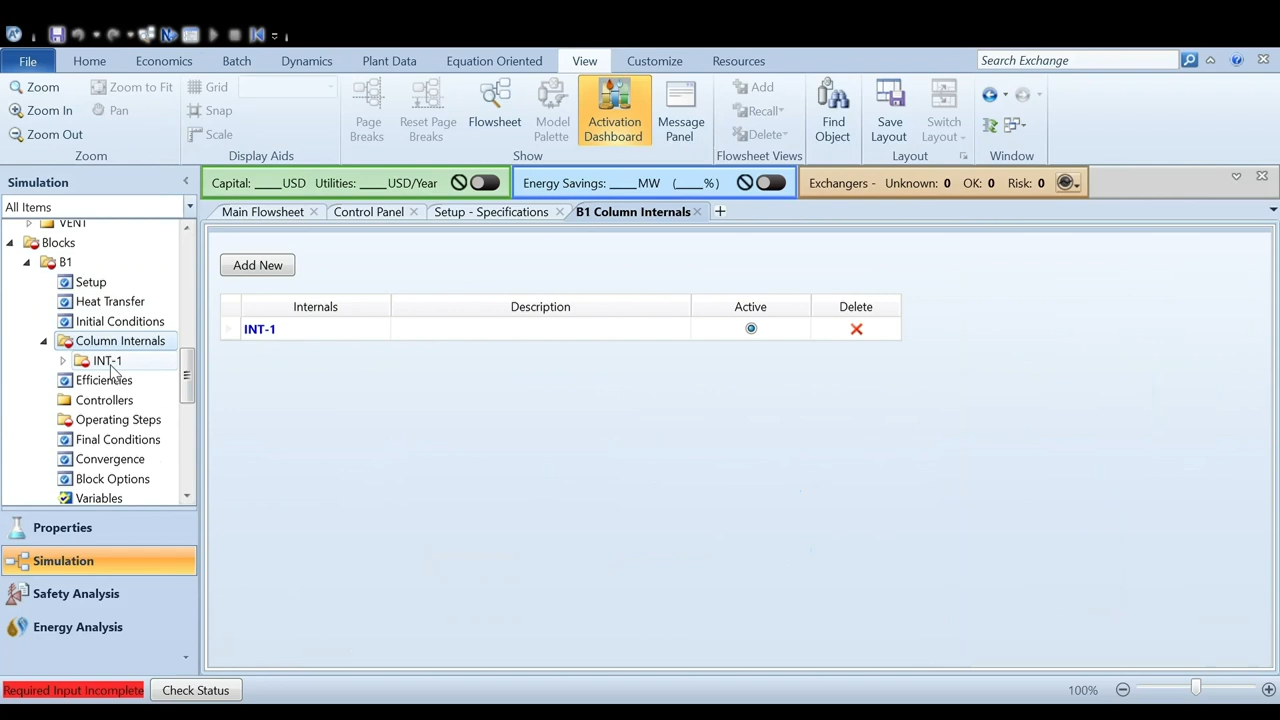 File Home Economics Batch Dynamics Plant Data Equation Oriented View Customize Resources Search Exchange
Zoom Zoom to Fit Grid
Zoom In Pan Snap
Zoom Out Scale
Page Breaks Reset Page Breaks Flowsheet Model Palette Activation Dashboard Message Panel
Add
Recall
Delete
Find Object Save Layout Switch Layout
Zoom Display Aids Show Flowsheet Views Layout Window
Simulation
Capital: ____USD Utilities: ____USD/Year Energy Savings: ____MW (____%) Exchangers - Unknown: 0 OK: 0 Risk: 0
All Items
Main Flowsheet Control Panel Setup - Specifications B1 Column Internals
VENT
Blocks
B1
Setup
Heat Transfer
Initial Conditions
Column Internals
INT-1
Efficiencies
Controllers
Operating Steps
Final Conditions
Convergence
Block Options
Variables
Add New
Internals Description Active Delete
INT-1
Properties
Simulation
Safety Analysis
Energy Analysis
Required Input Incomplete Check Status 100%